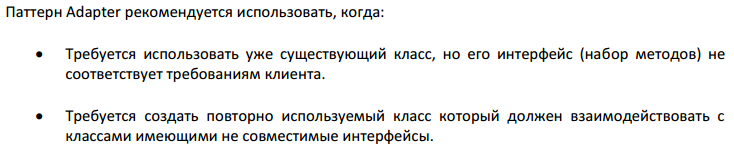 Паттерн Adapter рекомендуется использовать, когда:
• Требуется использовать уже существующий класс, но его интерфейс (набор методов) не
соответствует требованиям клиента.
• Требуется создать повторно используемый класс который должен взаимодействовать с
классами имеющими не совместимые интерфейсы.